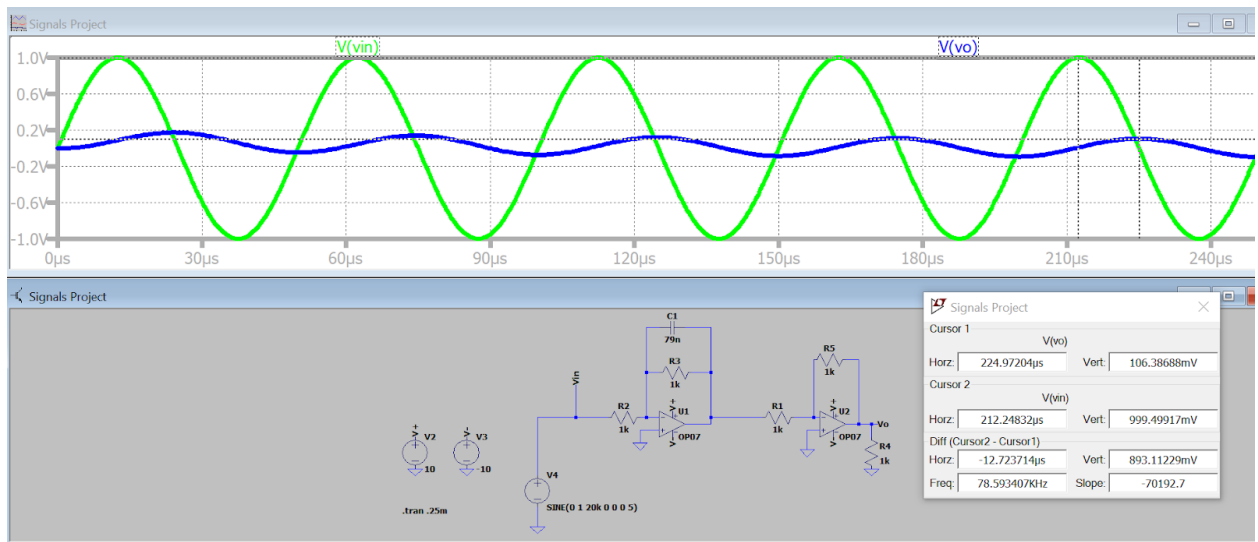 Signals Project
V(vin) V(vo)
1.0V
0.6V
0.2V
-0.2V
-0.6V
-1.0V
0µs 30µs 60µs 90µs 120µs 150µs 180µs 210µs 240µs
Signals Project
C1
79n
R3
1k
R5
1k
Vin
R2
1k
V+
U1
V-
OP07
R1
1k
V+
U2
V-
OP07
Vo
R4
1k
V+
V2
10
V-
V3
-10
V4
SINE(0 1 20k 0 0 0 5)
.tran .25m
Signals Project
Cursor 1
V(vo)
Horz: 224.97204µs Vert: 106.38688mV
Cursor 2
V(vin)
Horz: 212.24832µs Vert: 999.49917mV
Diff (Cursor2 - Cursor1)
Horz: -12.723714µs Vert: 893.11229mV
Freq: 78.593407KHz Slope: -70192.7